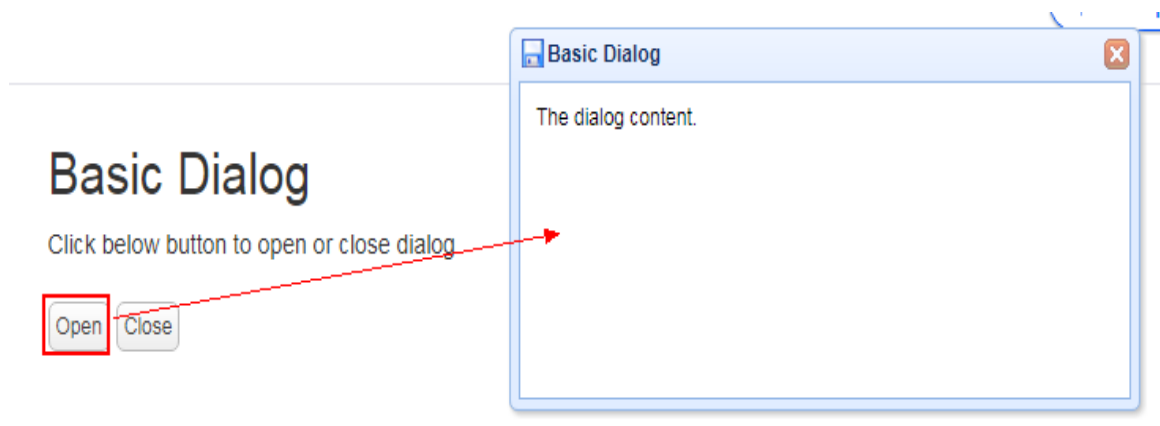 Basic Dialog
The dialog content.
Basic Dialog
Click below button to open or close dialog
Open
Close